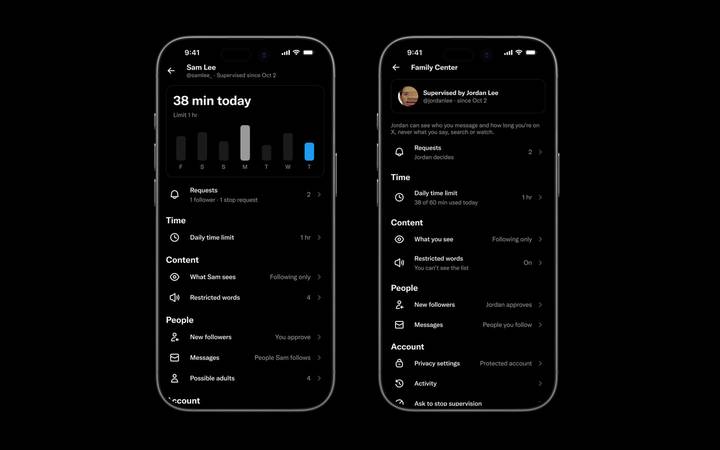 9:41
Sam Lee
@samlee_ · Supervised since Oct 2
38 min today
Limit 1 hr
F S S M T W T
Requests
1 follower · 1 stop request
2
Time
Daily time limit 1 hr
Content
What Sam sees Following only
Restricted words 4
People
New followers You approve
Messages People Sam follows
Possible adults 4
Account
9:41
Family Center
Supervised by Jordan Lee
@jordanlee · since Oct 2
Jordan can see who you message and how long you're on
X, never what you say, search or watch.
Requests
Jordan decides
2
Time
Daily time limit
38 of 60 min used today
1 hr
Content
What you see Following only
Restricted words
You can't see the list
On
People
New followers Jordan approves
Messages People you follow
Account
Privacy settings Protected account
Activity
Ask to stop supervision